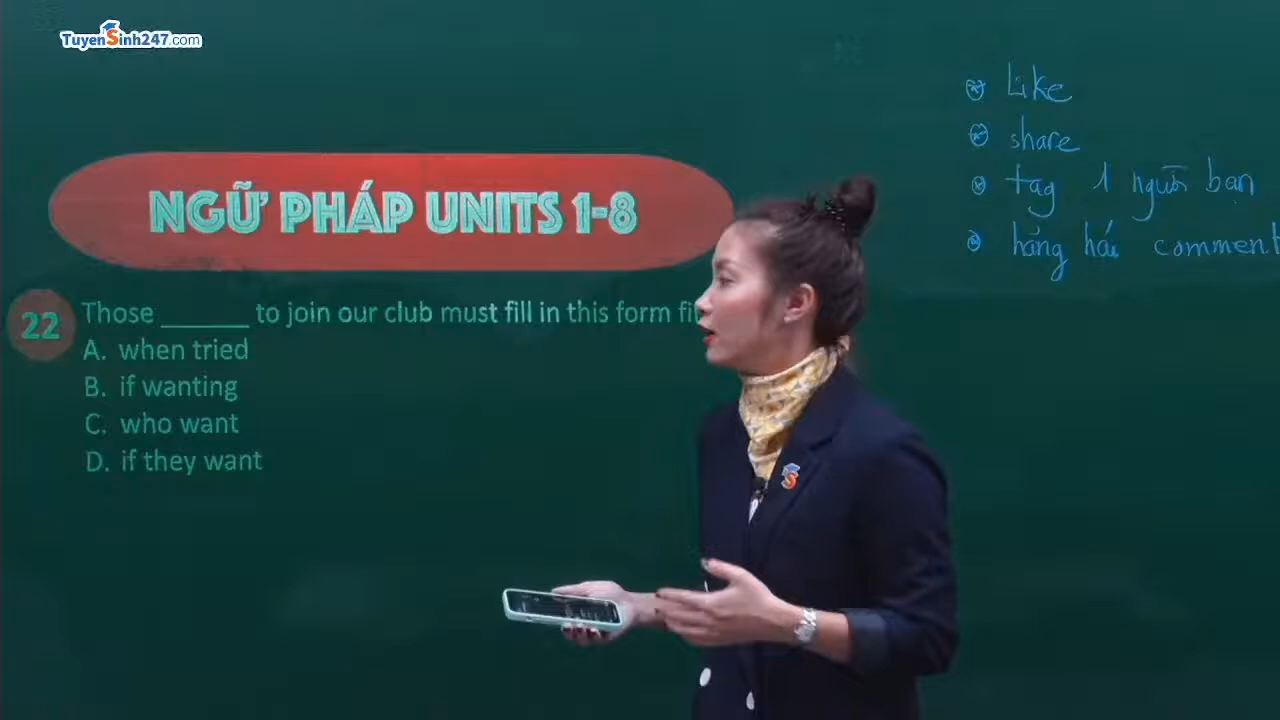 TuyenSinh247.com
Like
share
tag 1 người bạn
hăng hái comment
NGỮ PHÁP UNITS 1-8
22
Those ______ to join our club must fill in this form
A. when tried
B. if wanting
C. who want
D. if they want